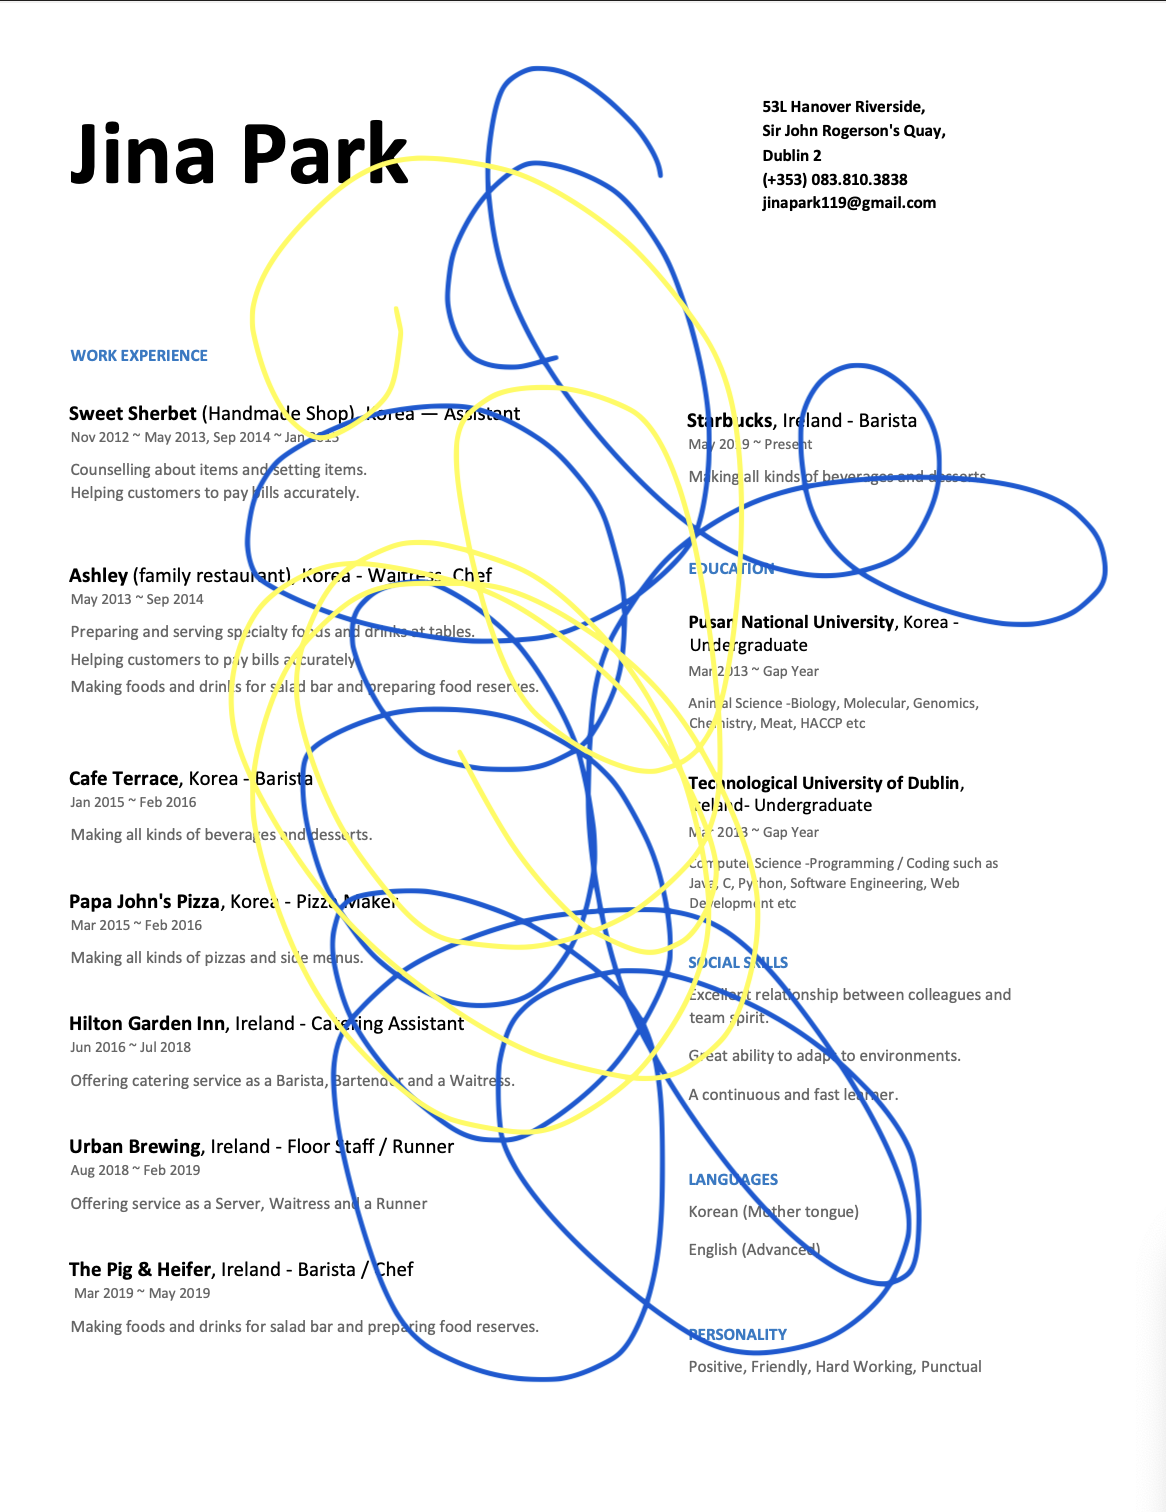 Jina Park
53L Hanover Riverside,
Sir John Rogerson's Quay,
Dublin 2
(+353) 083.810.3838
jinapark119@gmail.com
WORK EXPERIENCE
Sweet Sherbet (Handmade Shop), Korea — Assistant
Nov 2012 ~ May 2013, Sep 2014 ~ Jan 2015
Counselling about items and setting items.
Helping customers to pay bills accurately.
Ashley (family restaurant), Korea - Waitress, Chef
May 2013 ~ Sep 2014
Preparing and serving specialty foods and drinks at tables.
Helping customers to pay bills accurately
Making foods and drinks for salad bar and preparing food reserves.
Cafe Terrace, Korea - Barista
Jan 2015 ~ Feb 2016
Making all kinds of beverages and desserts.
Papa John's Pizza, Korea - Pizza Maker
Mar 2015 ~ Feb 2016
Making all kinds of pizzas and side menus.
Hilton Garden Inn, Ireland - Catering Assistant
Jun 2016 ~ Jul 2018
Offering catering service as a Barista, Bartender and a Waitress.
Urban Brewing, Ireland - Floor Staff / Runner
Aug 2018 ~ Feb 2019
Offering service as a Server, Waitress and a Runner
The Pig & Heifer, Ireland - Barista / Chef
Mar 2019 ~ May 2019
Making foods and drinks for salad bar and preparing food reserves.
Starbucks, Ireland - Barista
May 2019 ~ Present
Making all kinds of beverages and desserts
EDUCATION
Pusan National University, Korea -
Undergraduate
Mar 2013 ~ Gap Year
Animal Science -Biology, Molecular, Genomics,
Chemistry, Meat, HACCP etc
Technological University of Dublin,
Ireland- Undergraduate
Mar 2013 ~ Gap Year
Computer Science -Programming / Coding such as
Java, C, Python, Software Engineering, Web
Development etc
SOCIAL SKILLS
Excellent relationship between colleagues and
team spirit.
Great ability to adapt to environments.
A continuous and fast learner.
LANGUAGES
Korean (Mother tongue)
English (Advanced)
PERSONALITY
Positive, Friendly, Hard Working, Punctual